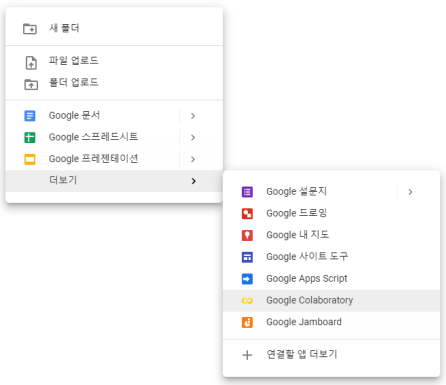 새 폴더
파일 업로드
폴더 업로드
Google 문서
Google 스프레드시트
Google 프레젠테이션
더보기
Google 설문지
Google 드로잉
Google 내 지도
Google 사이트 도구
Google Apps Script
Google Colaboratory
Google Jamboard
연결할 앱 더보기